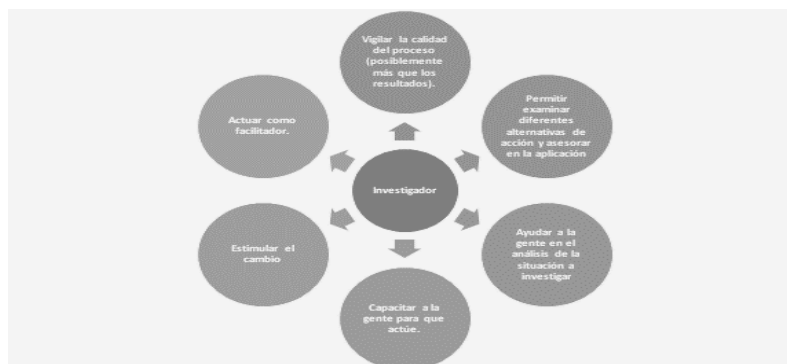 Vigilar la calidad
del proceso
(posiblemente
más que los
resultados).
Permitir
examinar
diferentes
alternativas de
acción y asesorar
en la aplicación
Ayudar a la
gente en el
análisis de la
situación a
investigar
Capacitar a la
gente para que
actúe.
Estimular el
cambio
Actuar como
facilitador.
Investigador